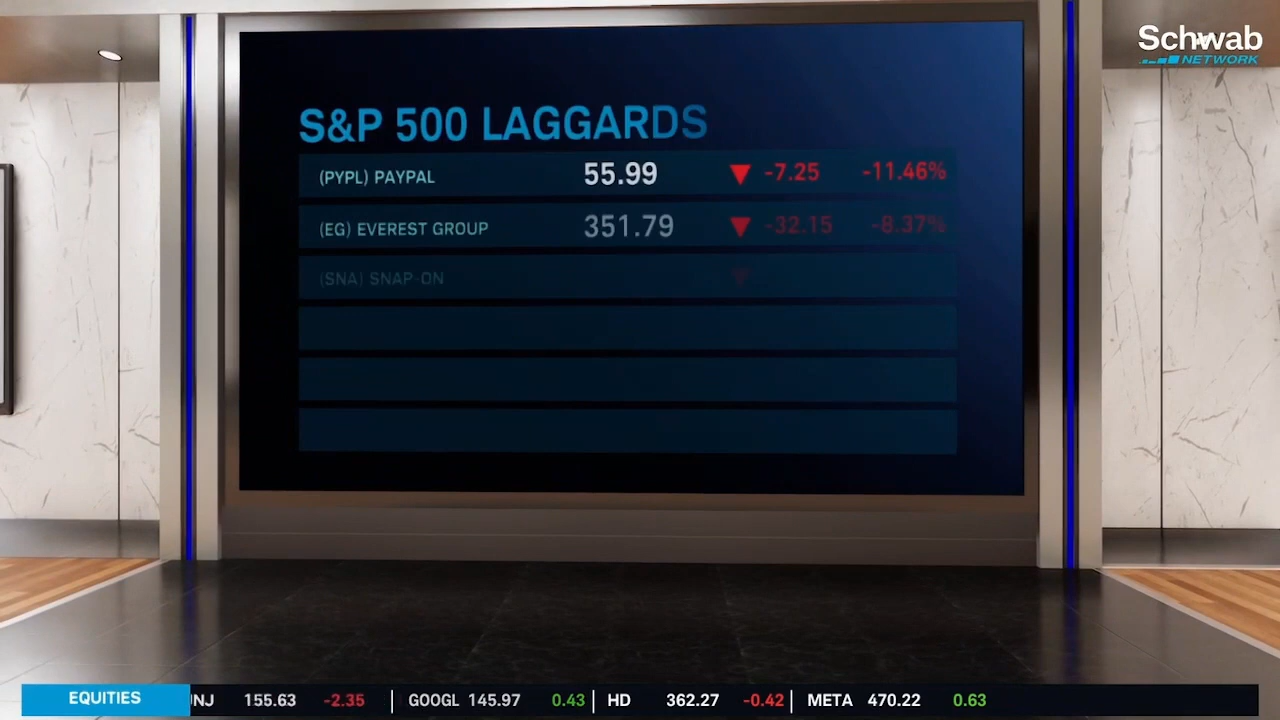 Schwab
NETWORK
S&P 500 LAGGARDS
(PYPL) PAYPAL 55.99 ▼ -7.25 -11.46%
(EG) EVEREST GROUP 351.79 ▼ -32.15 -8.37%
(SNA) SNAP-ON ▼
EQUITIES JNJ 155.63 -2.35 | GOOGL 145.97 0.43 | HD 362.27 -0.42 | META 470.22 0.63